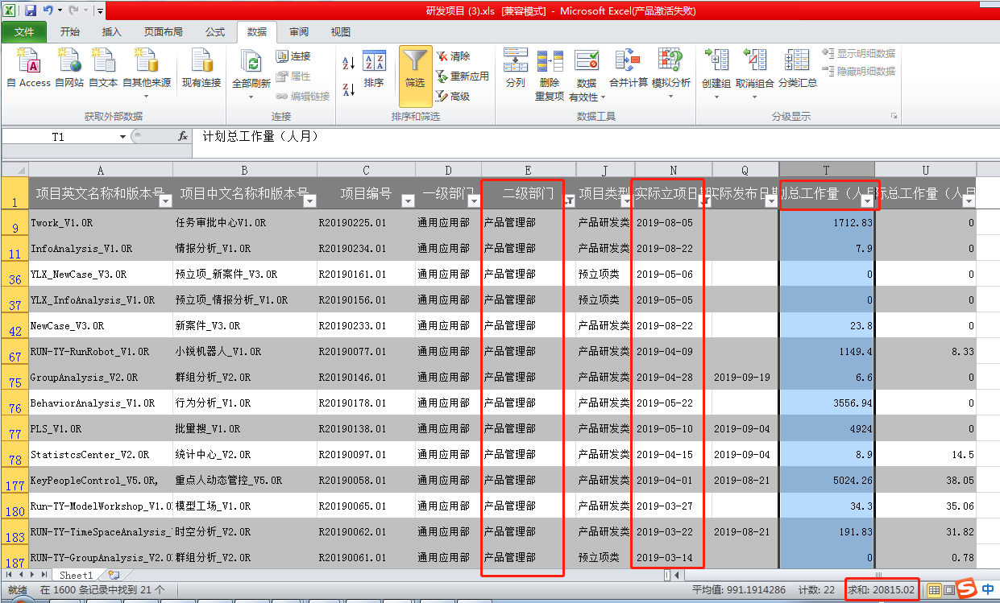 研发项目 (3).xls [兼容模式] - Microsoft Excel(产品激活失败)
文件 开始 插入 页面布局 公式 数据 审阅 视图
自 Access 自网站 自文本 自其他来源 现有连接 全部刷新 连接 属性 编辑链接 排序 筛选 清除 重新应用 高级 分列 删除重复项 数据有效性 合并计算 模拟分析 创建组 取消组合 分类汇总 显示明细数据 隐藏明细数据
获取外部数据 连接 排序和筛选 数据工具 分级显示
T1 fx 计划总工作量（人月）
A B C D E J N Q T U
1 项目英文名称和版本号 项目中文名称和版本号 项目编号 一级部门 二级部门 项目类型 实际立项日期 实际发布日期 划总工作量（人月 际总工作量（人月
9 Twork_V1.0R 任务审批中心V1.0R R20190225.01 通用应用部 产品管理部 产品研发类 2019-08-05 1712.83 0
11 InfoAnalysis_V1.0R 情报分析_V1.0R R20190234.01 通用应用部 产品管理部 产品研发类 2019-08-22 7.9 0
36 YLX_NewCase_V3.0R 预立项_新案件_V3.0R R20190161.01 通用应用部 产品管理部 预立项类 2019-05-06 0 0
37 YLX_InfoAnalysis_V1.0R 预立项_情报分析_V1.0R R20190156.01 通用应用部 产品管理部 预立项类 2019-05-05 0 0
42 NewCase_V3.0R 新案件_V3.0R R20190233.01 通用应用部 产品管理部 产品研发类 2019-08-22 23.8 0
67 RUN-TY-RunRobot_V1.0R 小锐机器人_V1.0R R20190077.01 通用应用部 产品管理部 产品研发类 2019-04-09 1149.4 8.33
75 GroupAnalysis_V2.0R 群组分析_V2.0R R20190146.01 通用应用部 产品管理部 产品研发类 2019-04-28 2019-09-19 6.6 0
76 BehaviorAnalysis_V1.0R 行为分析_V1.0R R20190178.01 通用应用部 产品管理部 产品研发类 2019-05-22 3556.94 0
77 PLS_V1.0R 批量搜_V1.0R R20190138.01 通用应用部 产品管理部 产品研发类 2019-05-10 2019-09-04 4924 0
78 StatistcsCenter_V2.0R 统计中心_V2.0R R20190097.01 通用应用部 产品管理部 产品研发类 2019-04-15 2019-09-04 8.9 14.5
177 KeyPeopleControl_V5.0R, 重点人动态管控_V5.0R R20190058.01 通用应用部 产品管理部 产品研发类 2019-04-01 2019-08-21 5024.26 38.05
180 Run-TY-ModelWorkshop_V1.0 模型工场_V1.0R R20190065.01 通用应用部 产品管理部 产品研发类 2019-03-27 34.3 35.06
183 RUN-TY-TimeSpaceAnalysis_ 时空分析_V2.0R R20190062.01 通用应用部 产品管理部 产品研发类 2019-03-22 2019-08-21 191.83 31.82
187 RUN-TY-GroupAnalysis_V2.0 群组分析_V2.0R R20190061.01 通用应用部 产品管理部 预立项类 2019-03-14 0 0.78
Sheet1
就绪 在 1600 条记录中找到 21 个 平均值: 991.1914286 计数: 22 求和: 20815.02 中